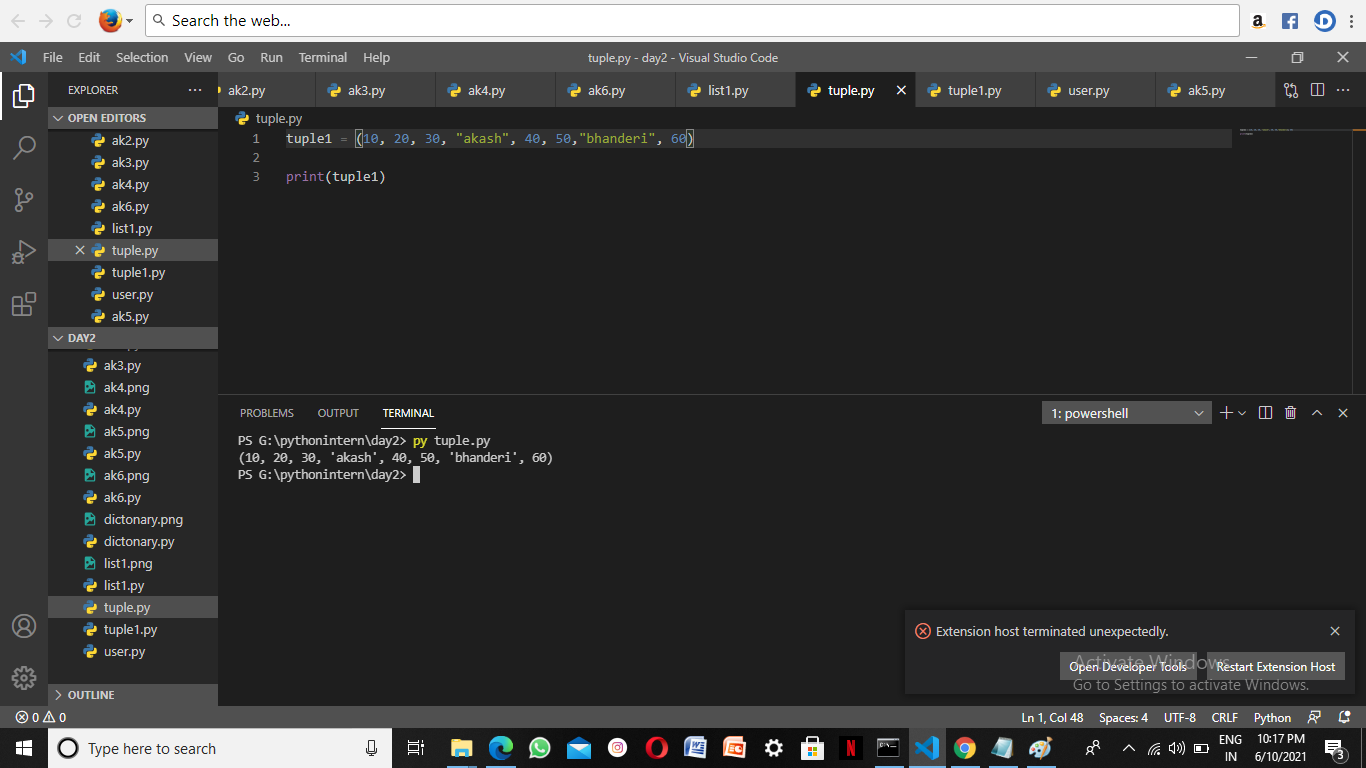 Search the web...
File Edit Selection View Go Run Terminal Help
tuple.py - day2 - Visual Studio Code
EXPLORER
ak2.py ak3.py ak4.py ak6.py list1.py tuple.py tuple1.py user.py ak5.py
OPEN EDITORS
ak2.py
ak3.py
ak4.py
ak6.py
list1.py
tuple.py
tuple1.py
user.py
ak5.py
DAY2
ak3.py
ak4.png
ak4.py
ak5.png
ak5.py
ak6.png
ak6.py
dictonary.png
dictonary.py
list1.png
list1.py
tuple.py
tuple1.py
user.py
OUTLINE
tuple.py
1 tuple1 = (10, 20, 30, "akash", 40, 50,"bhanderi", 60)
2
3 print(tuple1)
PROBLEMS OUTPUT TERMINAL
1: powershell
PS G:\pythonintern\day2> py tuple.py
(10, 20, 30, 'akash', 40, 50, 'bhanderi', 60)
PS G:\pythonintern\day2>
Extension host terminated unexpectedly.
Open Developer Tools Restart Extension Host
Activate Windows
Go to Settings to activate Windows.
0 0
Ln 1, Col 48 Spaces: 4 UTF-8 CRLF Python
Type here to search
ENG
IN
10:17 PM
6/10/2021
3